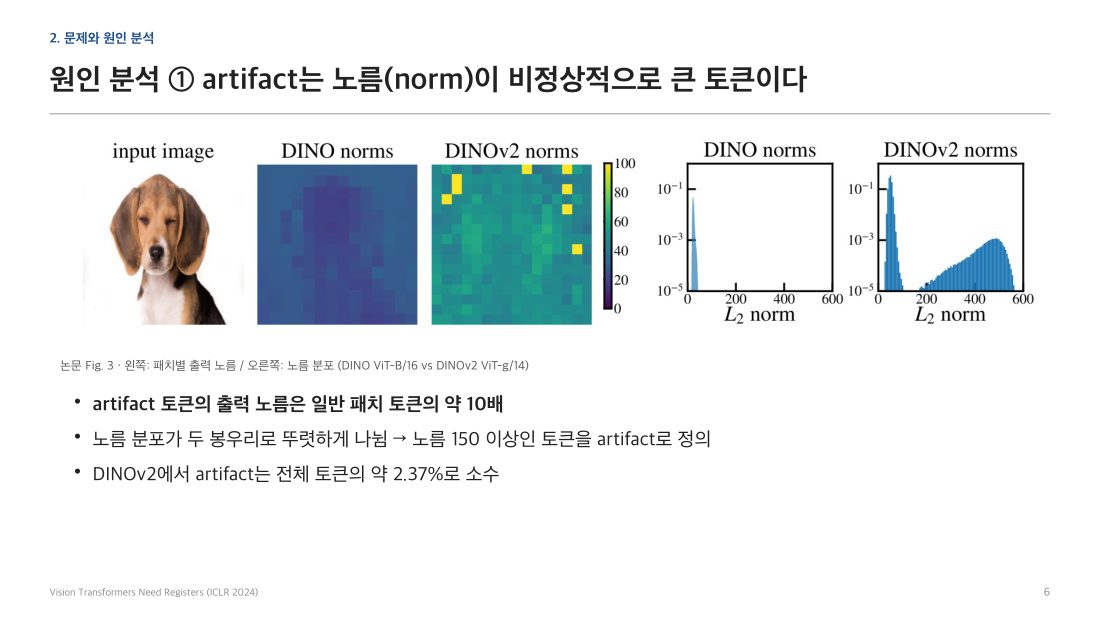 2. 문제와 원인 분석
원인 분석 ① artifact는 노름(norm)이 비정상적으로 큰 토큰이다
input image
DINO norms
DINOv2 norms
100
80
60
40
20
0
DINO norms
10⁻¹
10⁻³
10⁻⁵
0 200 400 600
L₂ norm
DINOv2 norms
10⁻¹
10⁻³
10⁻⁵
0 200 400 600
L₂ norm
논문 Fig. 3 · 왼쪽: 패치별 출력 노름 / 오른쪽: 노름 분포 (DINO ViT-B/16 vs DINOv2 ViT-g/14)
• artifact 토큰의 출력 노름은 일반 패치 토큰의 약 10배
• 노름 분포가 두 봉우리로 뚜렷하게 나뉨 → 노름 150 이상인 토큰을 artifact로 정의
• DINOv2에서 artifact는 전체 토큰의 약 2.37%로 소수
Vision Transformers Need Registers (ICLR 2024)
6